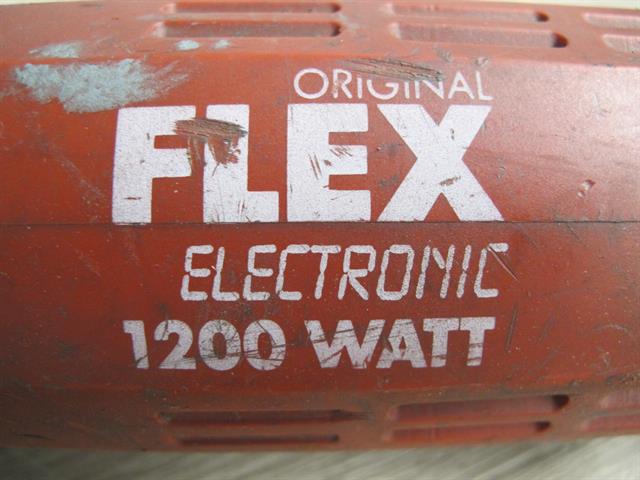 ORIGINAL
FLEX
ELECTRONIC
1200 WATT